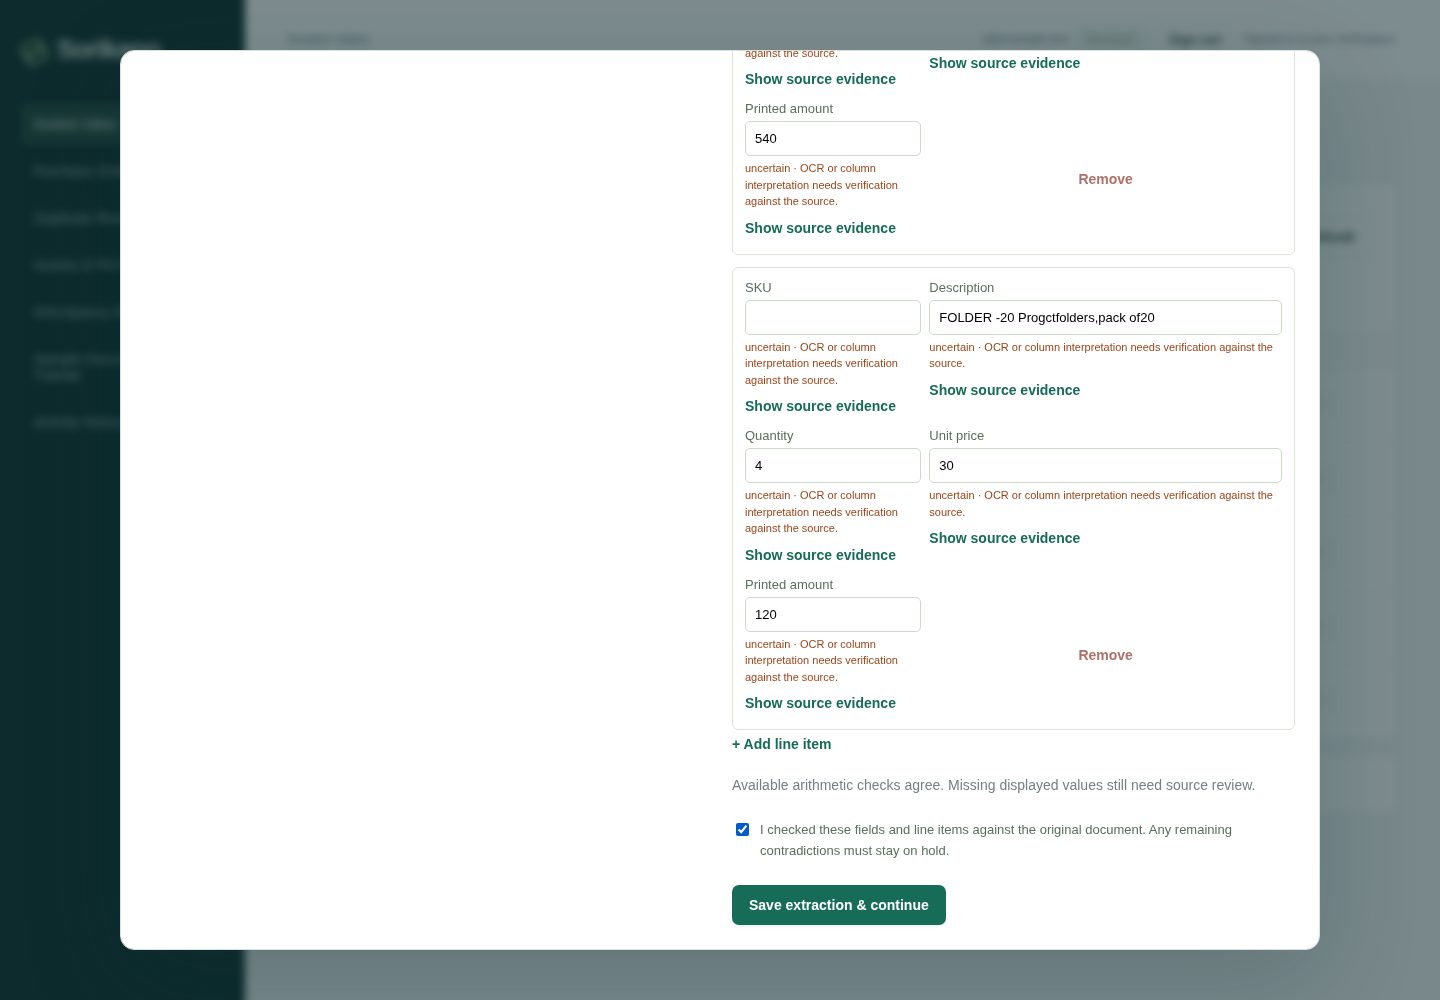 against the source.
Show source evidence
Show source evidence
Printed amount
540
uncertain · OCR or column
interpretation needs verification
against the source.
Remove
Show source evidence
SKU
Description
FOLDER -20 Progctfolders,pack of20
uncertain · OCR or column
interpretation needs verification
against the source.
uncertain · OCR or column interpretation needs verification against the
source.
Show source evidence
Show source evidence
Quantity
Unit price
4
30
uncertain · OCR or column
interpretation needs verification
against the source.
uncertain · OCR or column interpretation needs verification against the
source.
Show source evidence
Show source evidence
Printed amount
120
uncertain · OCR or column
interpretation needs verification
against the source.
Remove
Show source evidence
+ Add line item
Available arithmetic checks agree. Missing displayed values still need source review.
I checked these fields and line items against the original document. Any remaining
contradictions must stay on hold.
Save extraction & continue